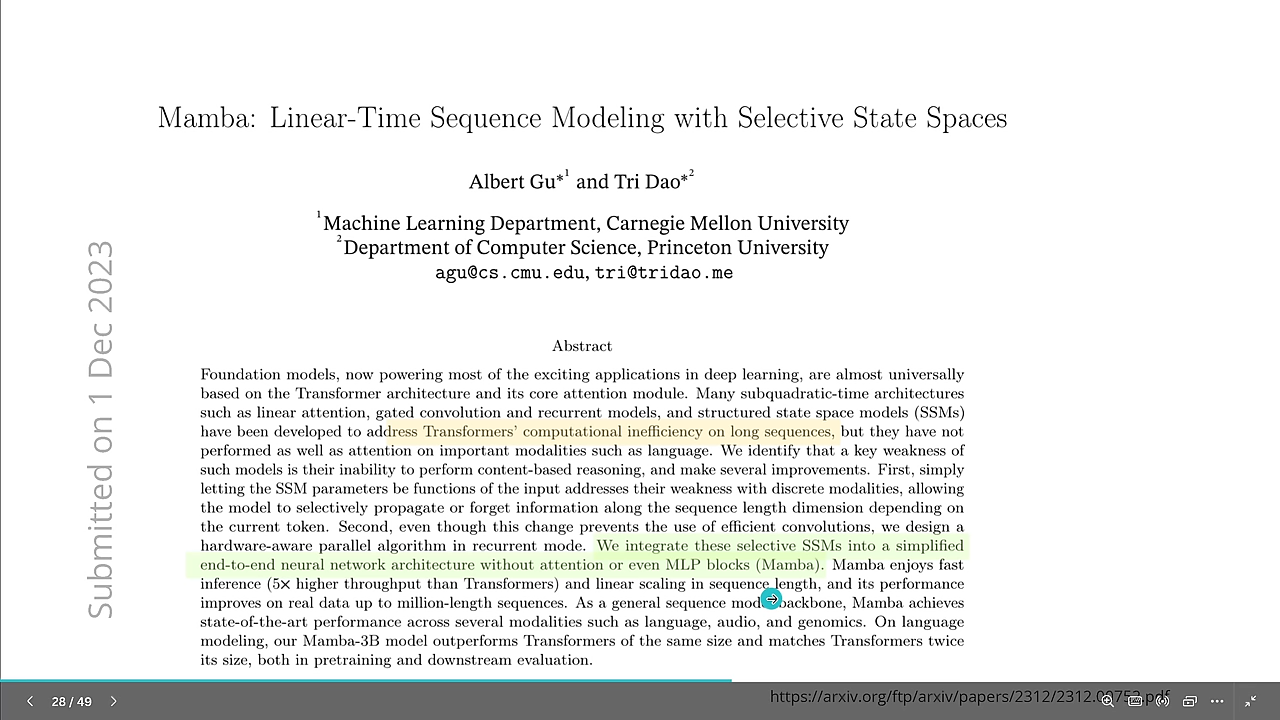 Mamba: Linear-Time Sequence Modeling with Selective State Spaces
Albert Gu*1 and Tri Dao*2
1Machine Learning Department, Carnegie Mellon University
2Department of Computer Science, Princeton University
agu@cs.cmu.edu, tri@tridao.me
Submitted on 1 Dec 2023
Abstract
Foundation models, now powering most of the exciting applications in deep learning, are almost universally
based on the Transformer architecture and its core attention module. Many subquadratic-time architectures
such as linear attention, gated convolution and recurrent models, and structured state space models (SSMs)
have been developed to address Transformers' computational inefficiency on long sequences, but they have not
performed as well as attention on important modalities such as language. We identify that a key weakness of
such models is their inability to perform content-based reasoning, and make several improvements. First, simply
letting the SSM parameters be functions of the input addresses their weakness with discrete modalities, allowing
the model to selectively propagate or forget information along the sequence length dimension depending on
the current token. Second, even though this change prevents the use of efficient convolutions, we design a
hardware-aware parallel algorithm in recurrent mode. We integrate these selective SSMs into a simplified
end-to-end neural network architecture without attention or even MLP blocks (Mamba). Mamba enjoys fast
inference (5× higher throughput than Transformers) and linear scaling in sequence length, and its performance
improves on real data up to million-length sequences. As a general sequence model backbone, Mamba achieves
state-of-the-art performance across several modalities such as language, audio, and genomics. On language
modeling, our Mamba-3B model outperforms Transformers of the same size and matches Transformers twice
its size, both in pretraining and downstream evaluation.
28 / 49
https://arxiv.org/ftp/arxiv/papers/2312/2312.00752.pdf